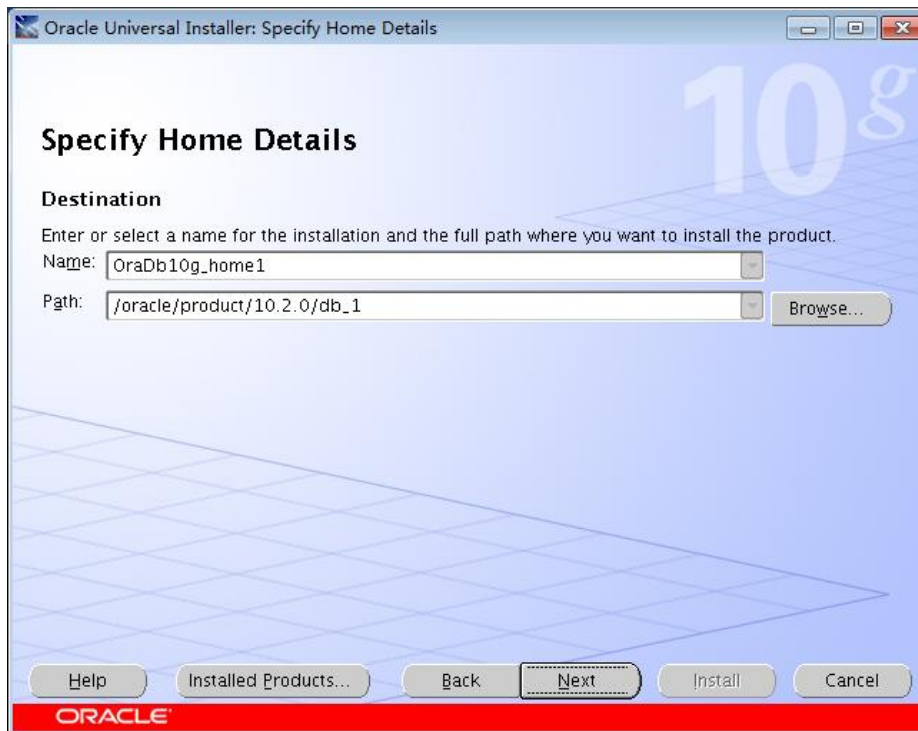 Oracle Universal Installer: Specify Home Details
10g
Specify Home Details
Destination
Enter or select a name for the installation and the full path where you want to install the product.
Name: OraDb10g_home1
Path: /oracle/product/10.2.0/db_1 Browse...
Help Installed Products... Back Next Install Cancel
ORACLE